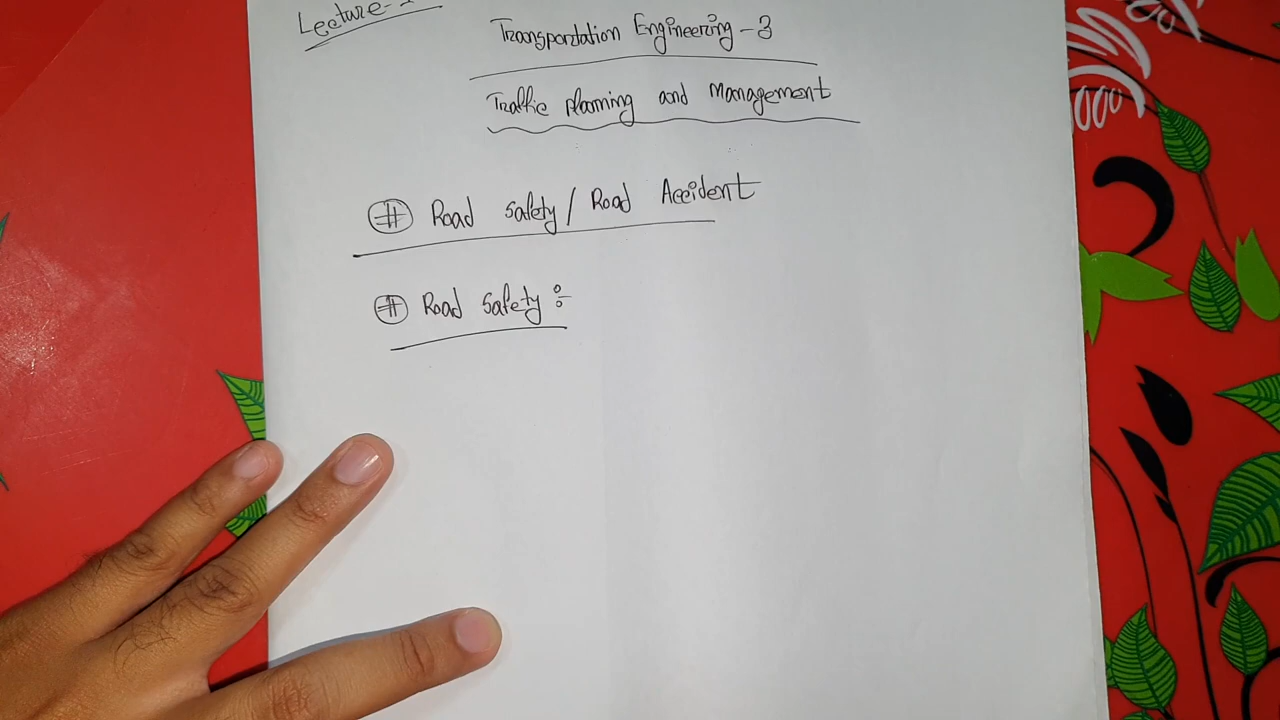 Lecture-
Transportation Engineering - 3
Traffic planning and Management
# Road Safety / Road Accident
# Road Safety :-